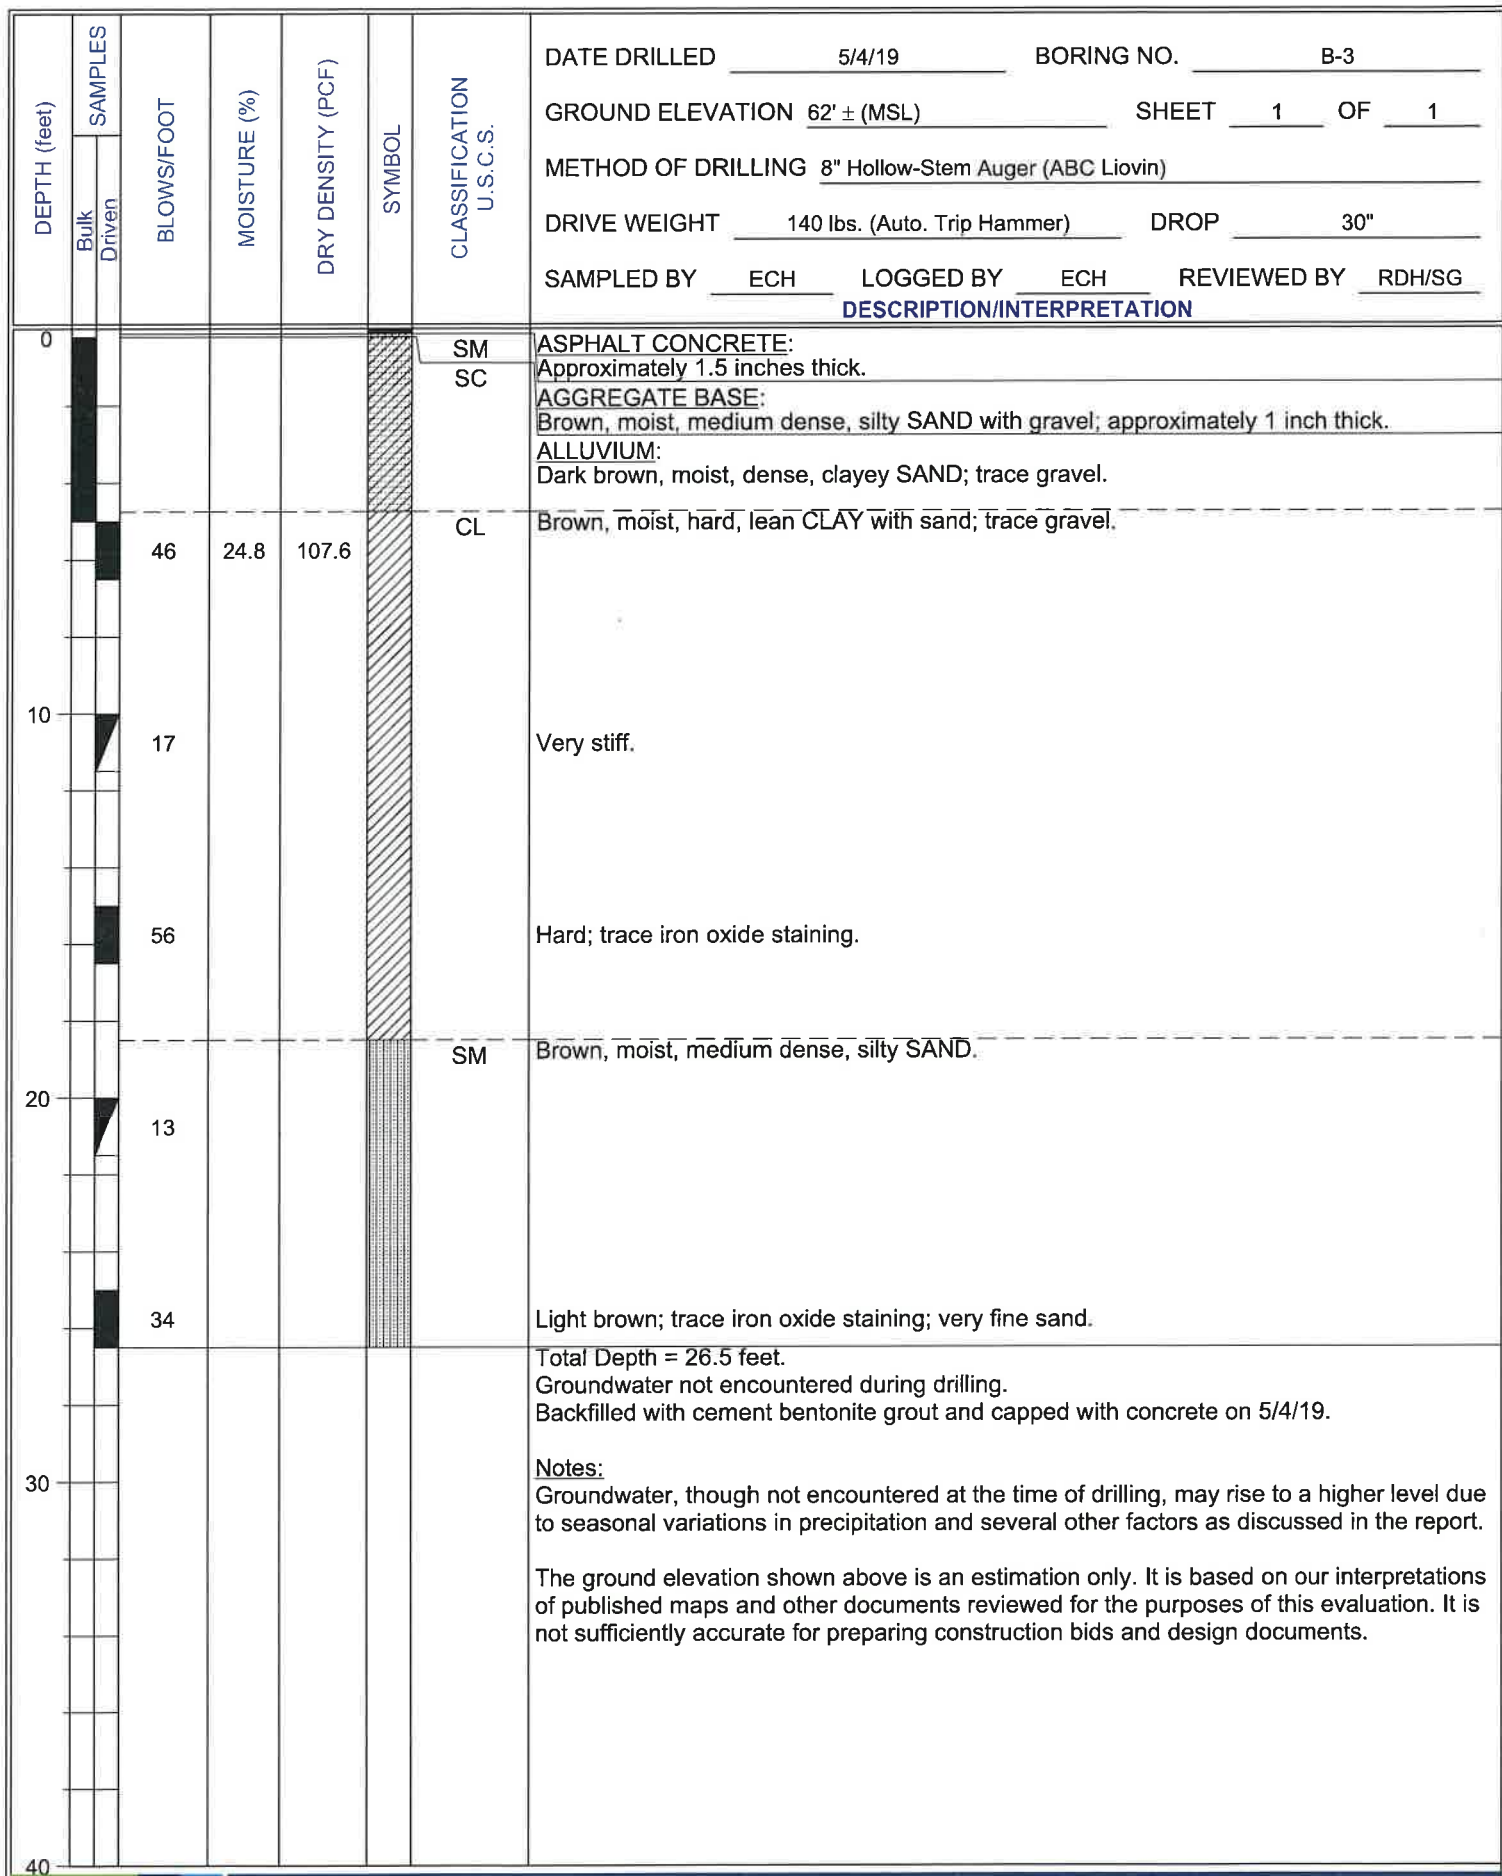 DEPTH (feet)
SAMPLES
Bulk
Driven
BLOWS/FOOT
MOISTURE (%)
DRY DENSITY (PCF)
SYMBOL
CLASSIFICATION
U.S.C.S.
DATE DRILLED 5/4/19 BORING NO. B-3
GROUND ELEVATION 62' ± (MSL) SHEET 1 OF 1
METHOD OF DRILLING 8" Hollow-Stem Auger (ABC Liovin)
DRIVE WEIGHT 140 lbs. (Auto. Trip Hammer) DROP 30"
SAMPLED BY ECH LOGGED BY ECH REVIEWED BY RDH/SG
DESCRIPTION/INTERPRETATION
0 SM ASPHALT CONCRETE:
Approximately 1.5 inches thick.
SC
AGGREGATE BASE:
Brown, moist, medium dense, silty SAND with gravel; approximately 1 inch thick.
ALLUVIUM:
Dark brown, moist, dense, clayey SAND; trace gravel.
CL Brown, moist, hard, lean CLAY with sand; trace gravel.
46 24.8 107.6
10
17 Very stiff.
56 Hard; trace iron oxide staining.
SM Brown, moist, medium dense, silty SAND.
20
13
34 Light brown; trace iron oxide staining; very fine sand.
Total Depth = 26.5 feet.
Groundwater not encountered during drilling.
Backfilled with cement bentonite grout and capped with concrete on 5/4/19.
Notes:
30
Groundwater, though not encountered at the time of drilling, may rise to a higher level due
to seasonal variations in precipitation and several other factors as discussed in the report.
The ground elevation shown above is an estimation only. It is based on our interpretations
of published maps and other documents reviewed for the purposes of this evaluation. It is
not sufficiently accurate for preparing construction bids and design documents.
40